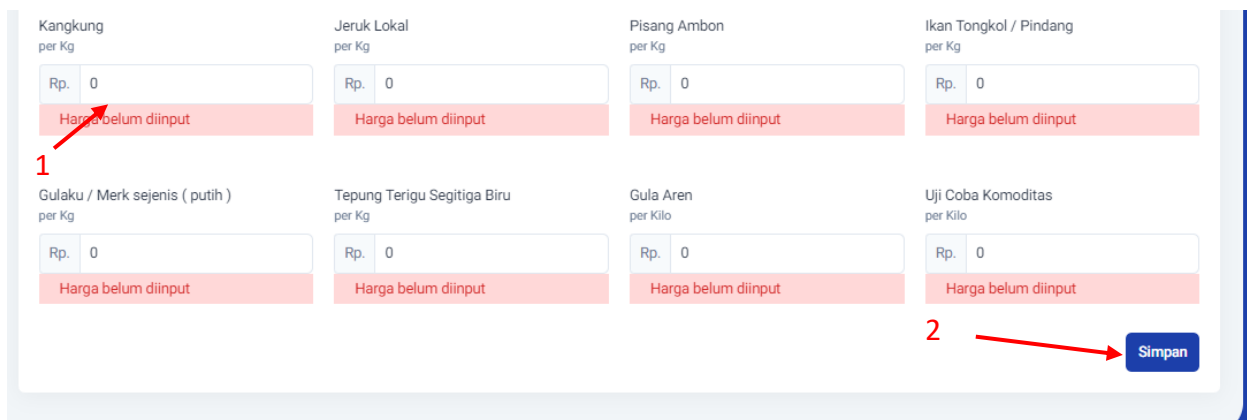 Kangkung Jeruk Lokal Pisang Ambon Ikan Tongkol / Pindang
per Kg per Kg per Kg per Kg
Rp. 0 Rp. 0 Rp. 0 Rp. 0
Harga belum diinput Harga belum diinput Harga belum diinput Harga belum diinput
1
Gulaku / Merk sejenis ( putih ) Tepung Terigu Segitiga Biru Gula Aren Uji Coba Komoditas
per Kg per Kg per Kilo per Kilo
Rp. 0 Rp. 0 Rp. 0 Rp. 0
Harga belum diinput Harga belum diinput Harga belum diinput Harga belum diinput
2
Simpan